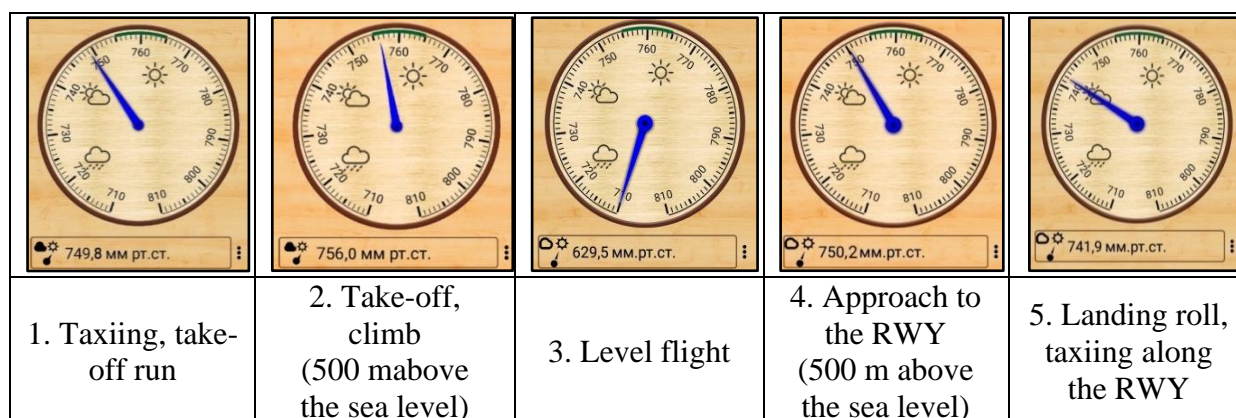 710 720 730 740 750 760 770 780 790 800 810
749,8 мм рт.ст.
710 720 730 740 750 760 770 780 790 800 810
756,0 мм рт.ст.
710 720 730 740 760 770 780 790 800 810
629,5 мм.рт.ст.
710 720 730 740 750 760 770 780 790 800 810
750,2мм.рт.ст.
710 720 730 740 750 760 770 780 790 800 810
741,9 мм.рт.ст.
1. Taxiing, take-
off run
2. Take-off,
climb
(500 mabove
the sea level)
3. Level flight
4. Approach to
the RWY
(500 m above
the sea level)
5. Landing roll,
taxiing along
the RWY